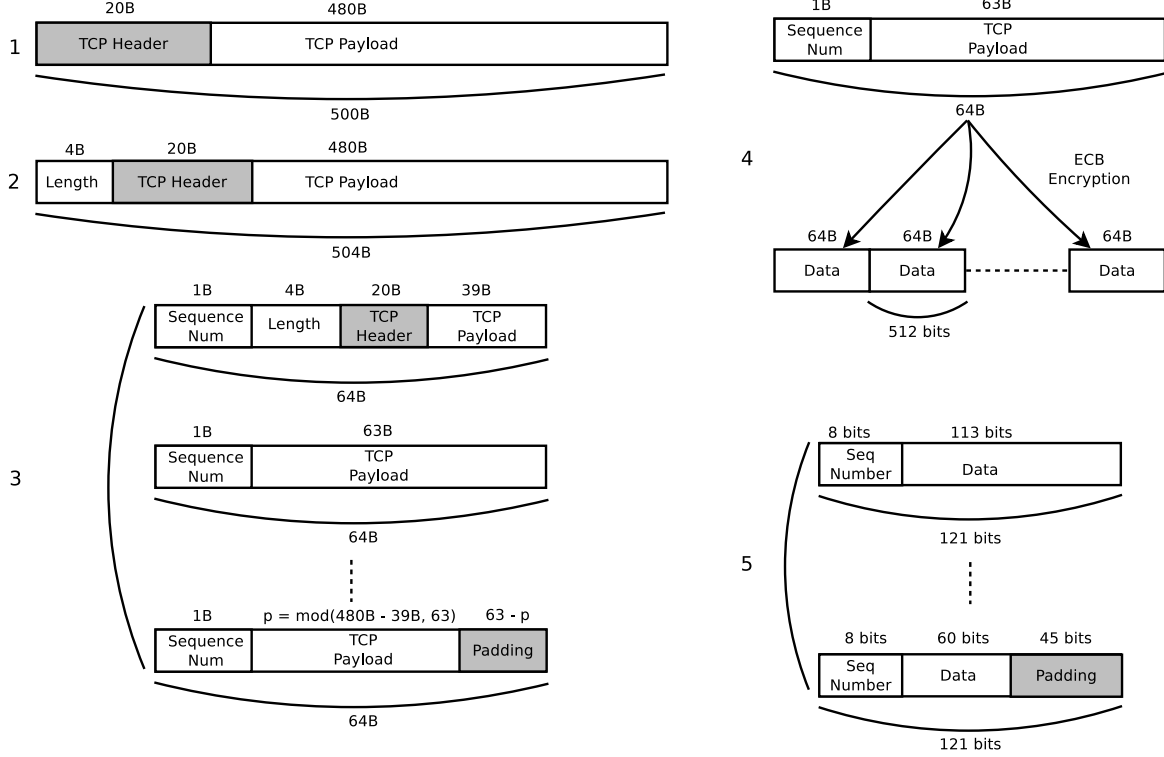 20B 480B
1 TCP Header TCP Payload
500B
4B 20B 480B
2 Length TCP Header TCP Payload
504B
3
1B 4B 20B 39B
Sequence Num Length TCP Header TCP Payload
64B
1B 63B
Sequence Num TCP Payload
64B
1B p = mod(480B - 39B, 63) 63 - p
Sequence Num TCP Payload Padding
64B
4
1B 63B
Sequence Num TCP Payload
64B
ECB
Encryption
64B 64B 64B
Data Data Data
512 bits
5
8 bits 113 bits
Seq Number Data
121 bits
8 bits 60 bits 45 bits
Seq Number Data Padding
121 bits